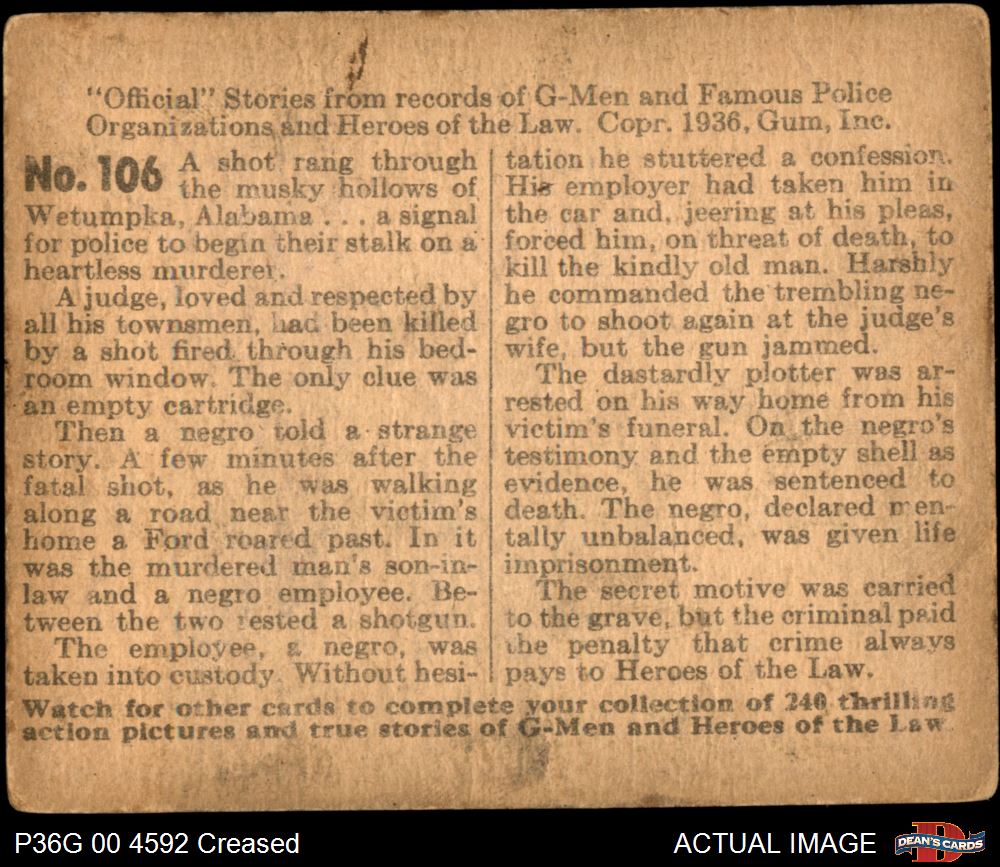 "Official" Stories from records of G-Men and Famous Police
Organizations and Heroes of the Law. Copr. 1936, Gum, Inc.
No. 106 A shot rang through
the musky hollows of
Wetumpka, Alabama . . . a signal
for police to begin their stalk on a
heartless murderer.
A judge, loved and respected by
all his townsmen, had been killed
by a shot fired through his bed-
room window. The only clue was
an empty cartridge.
Then a negro told a strange
story. A few minutes after the
fatal shot, as he was walking
along a road near the victim's
home a Ford roared past. In it
was the murdered man's son-in-
law and a negro employee. Be-
tween the two rested a shotgun.
The employee, a negro, was
taken into custody. Without hesi-
tation he stuttered a confession.
His employer had taken him in
the car and, jeering at his pleas,
forced him, on threat of death, to
kill the kindly old man. Harshly
he commanded the trembling ne-
gro to shoot again at the judge's
wife, but the gun jammed.
The dastardly plotter was ar-
rested on his way home from his
victim's funeral. On the negro's
testimony and the empty shell as
evidence, he was sentenced to
death. The negro, declared men-
tally unbalanced, was given life
imprisonment.
The secret motive was carried
to the grave, but the criminal paid
the penalty that crime always
pays to Heroes of the Law.
Watch for other cards to complete your collection of 240 thrilling
action pictures and true stories of G-Men and Heroes of the Law
P36G 00 4592 Creased
ACTUAL IMAGE
D
DEAN'S CARDS